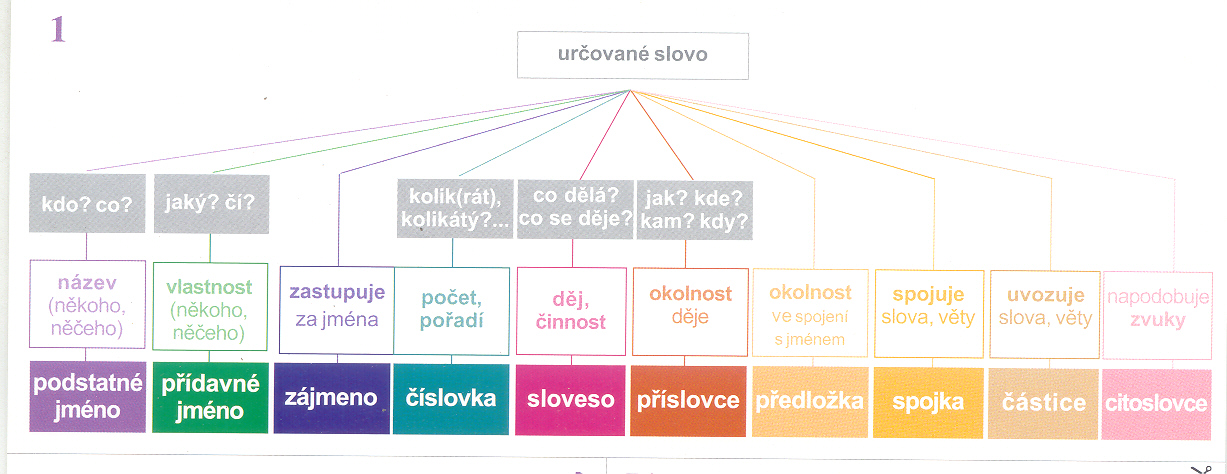 1
určované slovo
kdo? co?
jaký? čí?
kolik(rát),
kolikátý?...
co dělá?
co se děje?
jak? kde?
kam? kdy?
název
(někoho,
něčeho)
vlastnost
(někoho,
něčeho)
zastupuje
za jména
počet,
pořadí
děj,
činnost
okolnost
děje
okolnost
ve spojení
s jménem
spojuje
slova, věty
uvozuje
slova, věty
napodobuje
zvuky
podstatné
jméno
přídavné
jméno
zájmeno
číslovka
sloveso
příslovce
předložka
spojka
částice
citoslovce